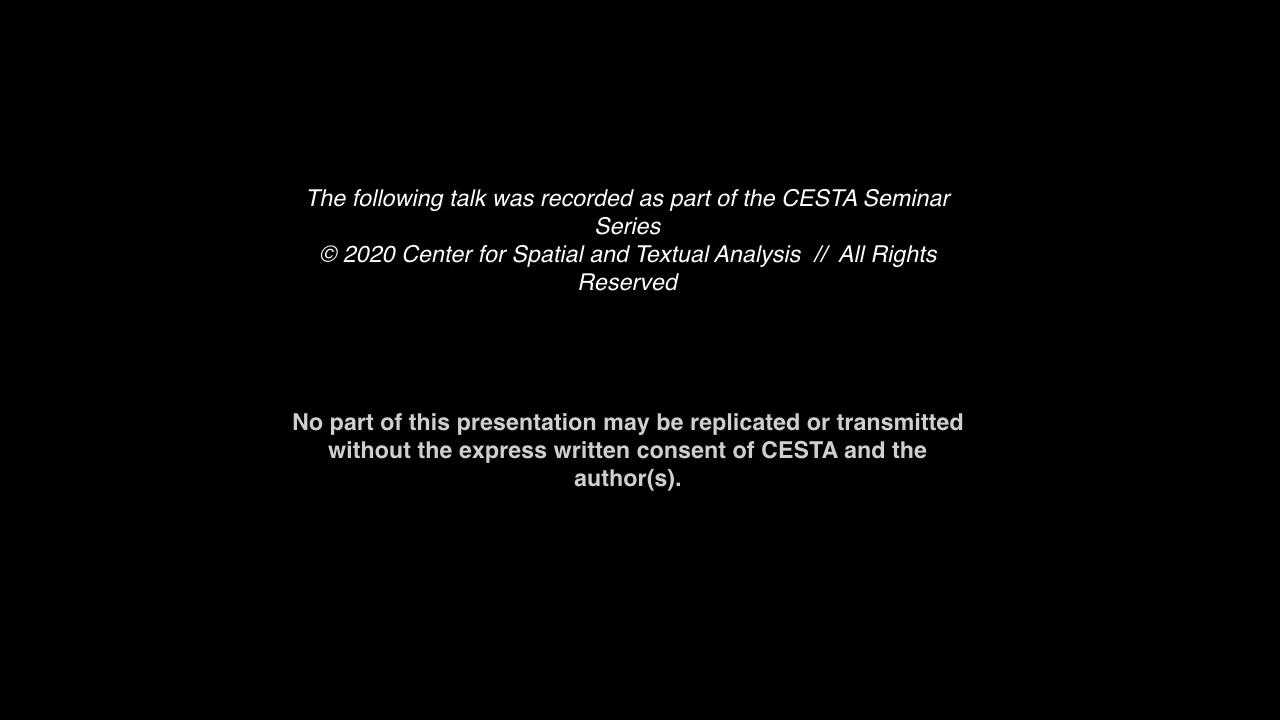 The following talk was recorded as part of the CESTA Seminar
Series
© 2020 Center for Spatial and Textual Analysis // All Rights
Reserved
No part of this presentation may be replicated or transmitted
without the express written consent of CESTA and the
author(s).